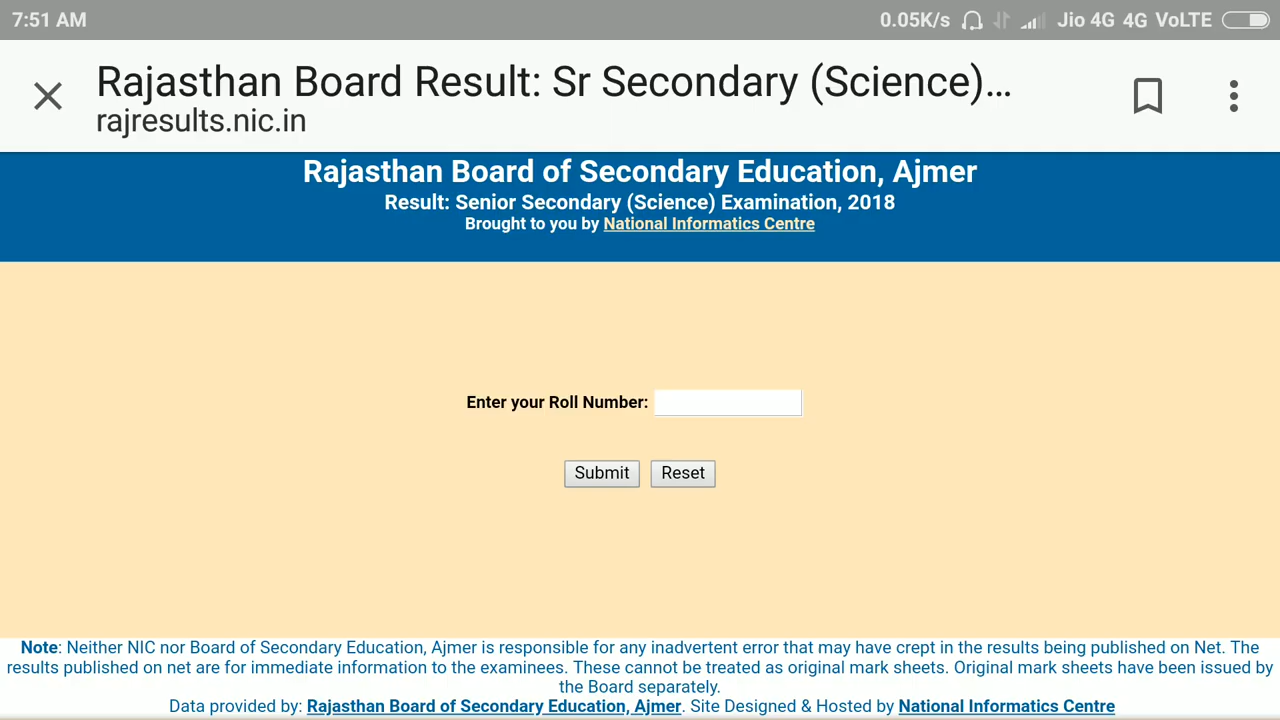 7:51 AM 0.05K/s Jio 4G 4G VoLTE
Rajasthan Board Result: Sr Secondary (Science)...
rajresults.nic.in
Rajasthan Board of Secondary Education, Ajmer
Result: Senior Secondary (Science) Examination, 2018
Brought to you by National Informatics Centre
Enter your Roll Number:
Submit Reset
Note: Neither NIC nor Board of Secondary Education, Ajmer is responsible for any inadvertent error that may have crept in the results being published on Net. The
results published on net are for immediate information to the examinees. These cannot be treated as original mark sheets. Original mark sheets have been issued by
the Board separately.
Data provided by: Rajasthan Board of Secondary Education, Ajmer. Site Designed & Hosted by National Informatics Centre